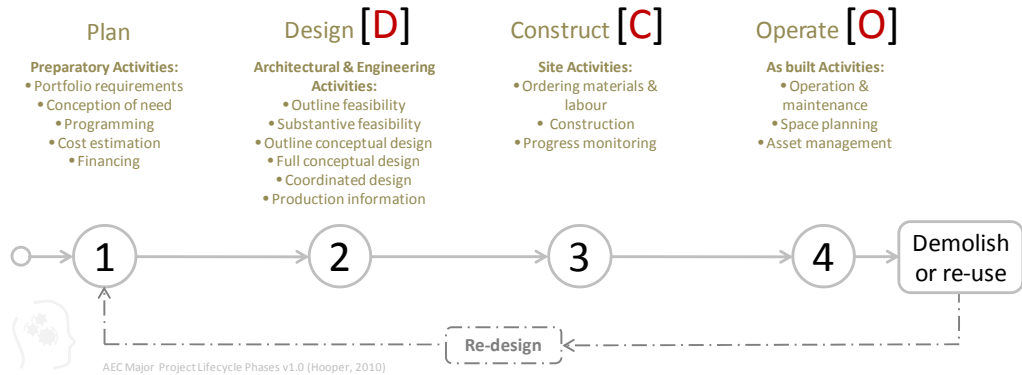 Plan
Preparatory Activities:
• Portfolio requirements
• Conception of need
• Programming
• Cost estimation
• Financing
Design [D]
Architectural & Engineering
Activities:
• Outline feasibility
• Substantive feasibility
• Outline conceptual design
• Full conceptual design
• Coordinated design
• Production information
Construct [C]
Site Activities:
• Ordering materials &
labour
• Construction
• Progress monitoring
Operate [O]
As built Activities:
• Operation &
maintenance
• Space planning
• Asset management
1
2
3
4
Demolish
or re-use
Re-design
AEC Major Project Lifecycle Phases v1.0 (Hooper, 2010)